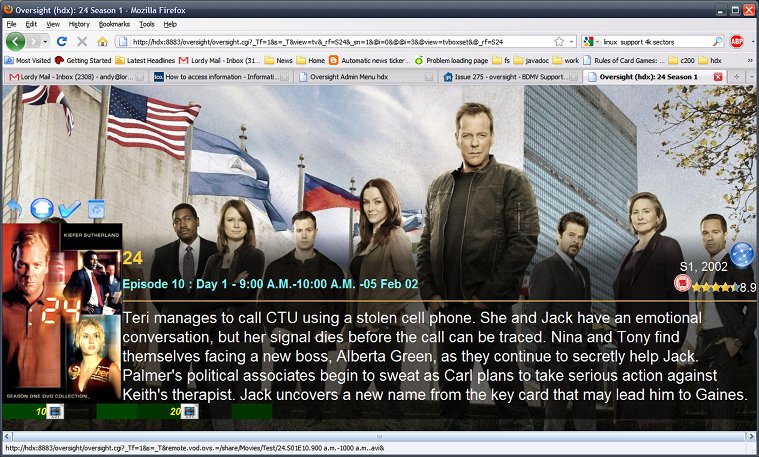 Oversight (hdx): 24 Season 1 - Mozilla Firefox
File Edit View History Bookmarks Tools Help
http://hdx:8883/oversight/oversight.cgi?_Tf=1&s=_T&view=tv&_rf=S24&_sn=1&@i=0&@@i=3&@view=tvboxset&@_rf=S24
linux support 4k sectors
ABP
Most Visited Getting Started Latest Headlines Lordy Mail - Inbox (31... News Home Automatic news ticker... Problem loading page fs javadoc work Rules of Card Games: ... c200 hdx
Lordy Mail - Inbox (2308) - andy@lor... ico. How to access information - Informati... Oversight Admin Menu hdx Issue 275 - oversight - BDMV Support... Oversight (hdx): 24 Season 1
KIEFER SUTHERLAND
24
SEASON ONE DVD COLLECTION
24
S1, 2002
Episode 10 : Day 1 - 9:00 A.M.-10:00 A.M. -05 Feb 02
8.9
Teri manages to call CTU using a stolen cell phone. She and Jack have an emotional
conversation, but her signal dies before the call can be traced. Nina and Tony find
themselves facing a new boss, Alberta Green, as they continue to secretly help Jack.
Palmer's political associates begin to sweat as Carl plans to take serious action against
Keith's therapist. Jack uncovers a new name from the key card that may lead him to Gaines.
10 20
http://hdx:8883/oversight/oversight.cgi?_Tf=1&s=_T&remote.vod.ovs.=/share/Movies/Test/24.S01E10.900 a.m.-1000 a.m..avi&